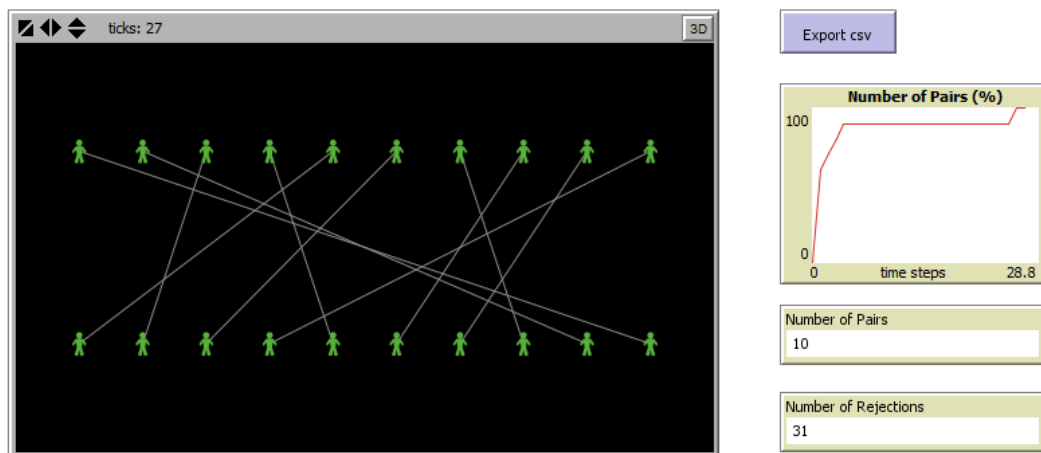 ticks: 27
3D
Export csv
Number of Pairs (%)
100
0
0 time steps 28.8
Number of Pairs
10
Number of Rejections
31